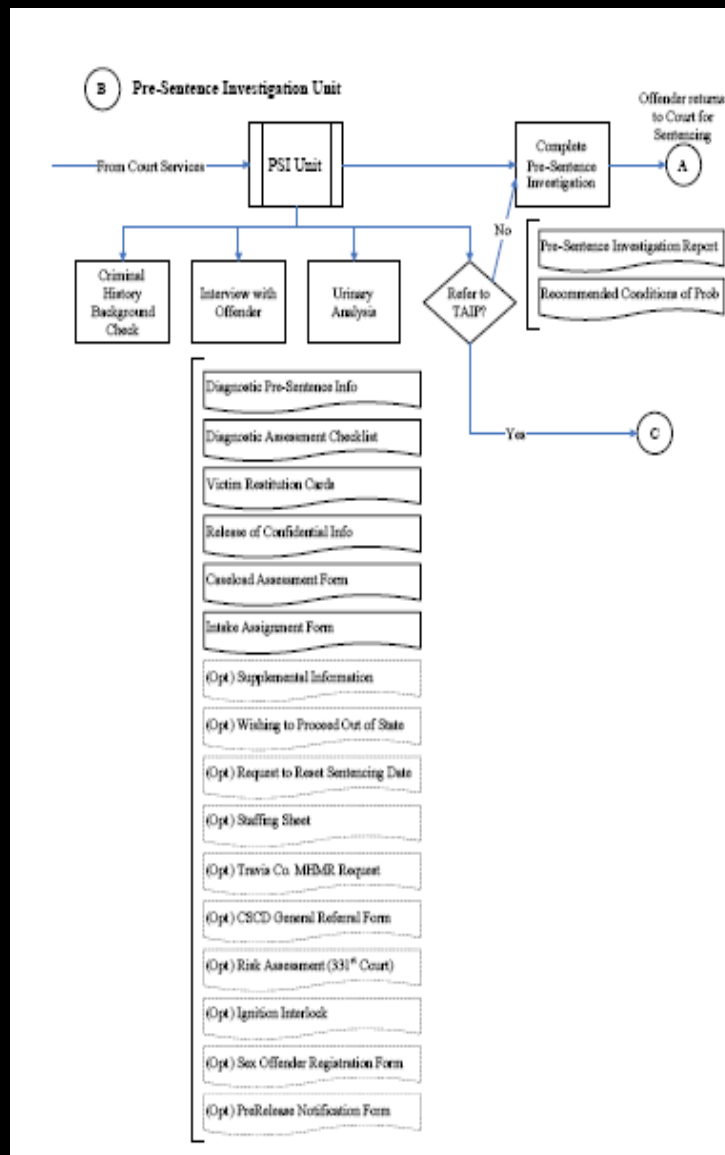 B Pre-Sentence Investigation Unit
Offender returns
to Court for
Sentencing
From Court Services
PSI Unit
Complete
Pre-Sentence
Investigation
A
No
Pre-Sentence Investigation Report
Recommended Conditions of Prob
Criminal
History
Background
Check
Interview with
Offender
Urinary
Analysis
Refer to
TAIP?
Yes
C
Diagnostic Pre-Sentence Info
Diagnostic Assessment Checklist
Victim Restitution Cards
Release of Confidential Info
Caseload Assessment Form
Intake Assignment Form
(Opt) Supplemental Information
(Opt) Wishing to Proceed Out of State
(Opt) Request to Reset Sentencing Date
(Opt) Staffing Sheet
(Opt) Travis Co. MHMR Request
(Opt) CSCD General Referral Form
(Opt) Risk Assessment (331st Court)
(Opt) Ignition Interlock
(Opt) Sex Offender Registration Form
(Opt) PreRelease Notification Form